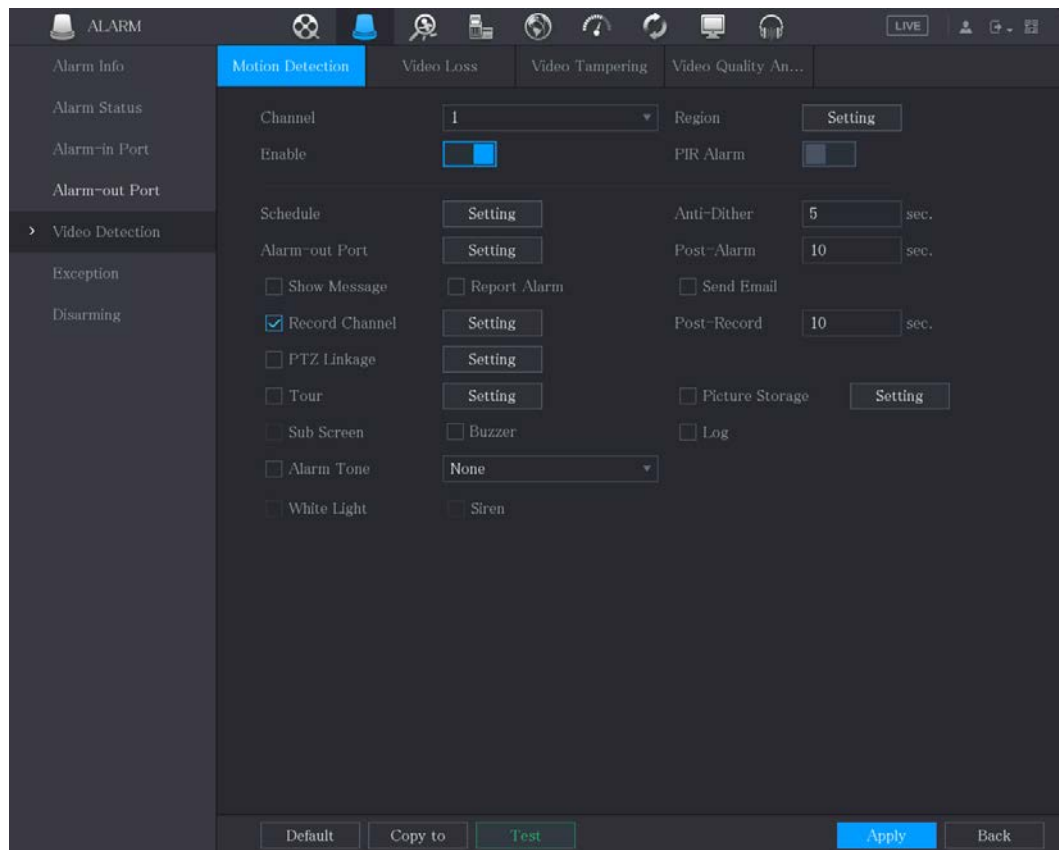 ALARM LIVE
Alarm Info
Alarm Status
Alarm-in Port
Alarm-out Port
Video Detection
Exception
Disarming
Motion Detection Video Loss Video Tampering Video Quality An...
Channel 1 Region Setting
Enable PIR Alarm
Schedule Setting Anti-Dither 5 sec.
Alarm-out Port Setting Post-Alarm 10 sec.
Show Message Report Alarm Send Email
Record Channel Setting Post-Record 10 sec.
PTZ Linkage Setting
Tour Setting Picture Storage Setting
Sub Screen Buzzer Log
Alarm Tone None
White Light Siren
Default Copy to Test Apply Back